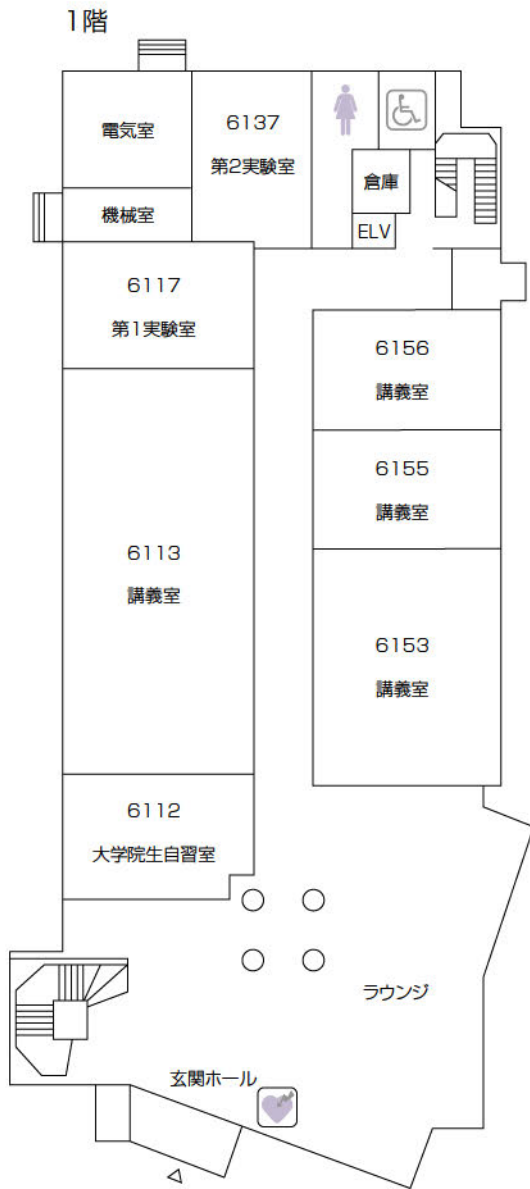 1階
電気室
6137
第2実験室
倉庫
機械室
ELV
6117
第1実験室
6156
講義室
6155
講義室
6113
講義室
6153
講義室
6112
大学院生自習室
ラウンジ
玄関ホール